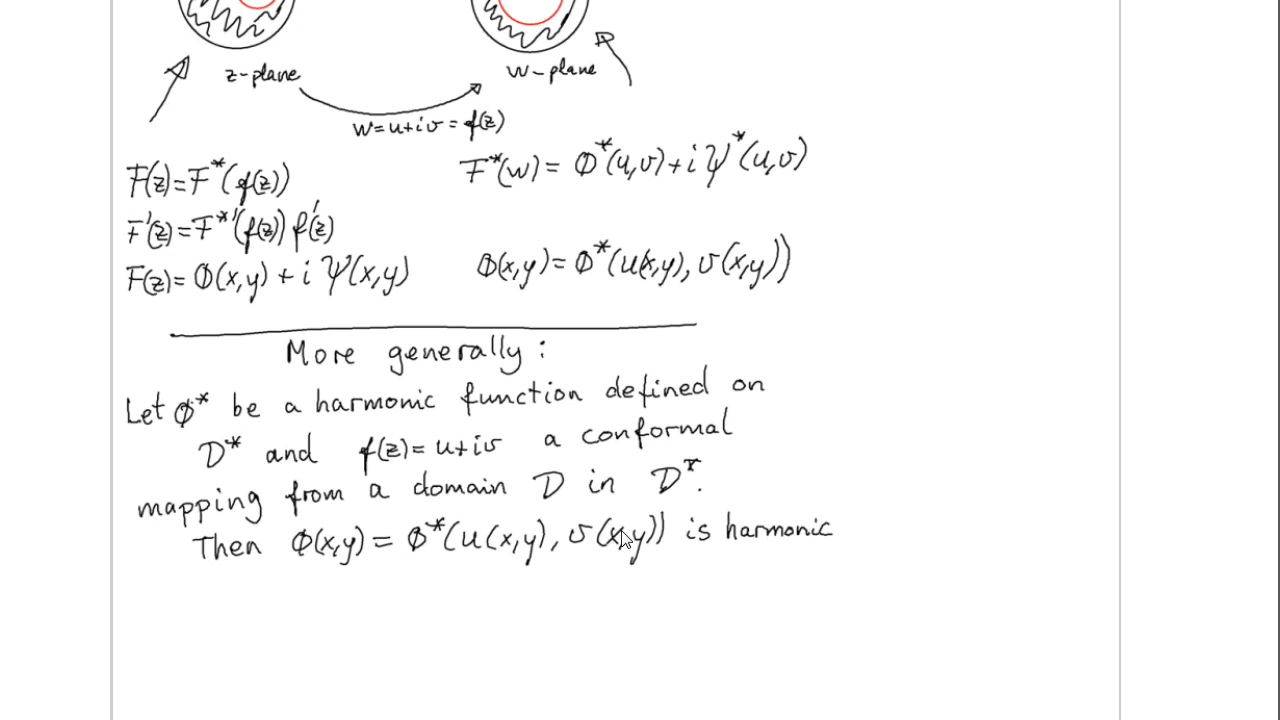 z-plane
w-plane
w=u+iv=f(z)
F(z)=F*(f(z))
F*(w)= Φ*(u,v)+iΨ*(u,v)
F'(z)=F*'(f(z)) f'(z)
F(z)= Φ(x,y) + i Ψ(x,y)
Φ(x,y)= Φ*(u(x,y), v(x,y))
More generally:
Let Φ* be a harmonic function defined on
D* and f(z)= u+iv a conformal
mapping from a domain D in D*.
Then Φ(x,y) = Φ*(u(x,y), v(x,y)) is harmonic